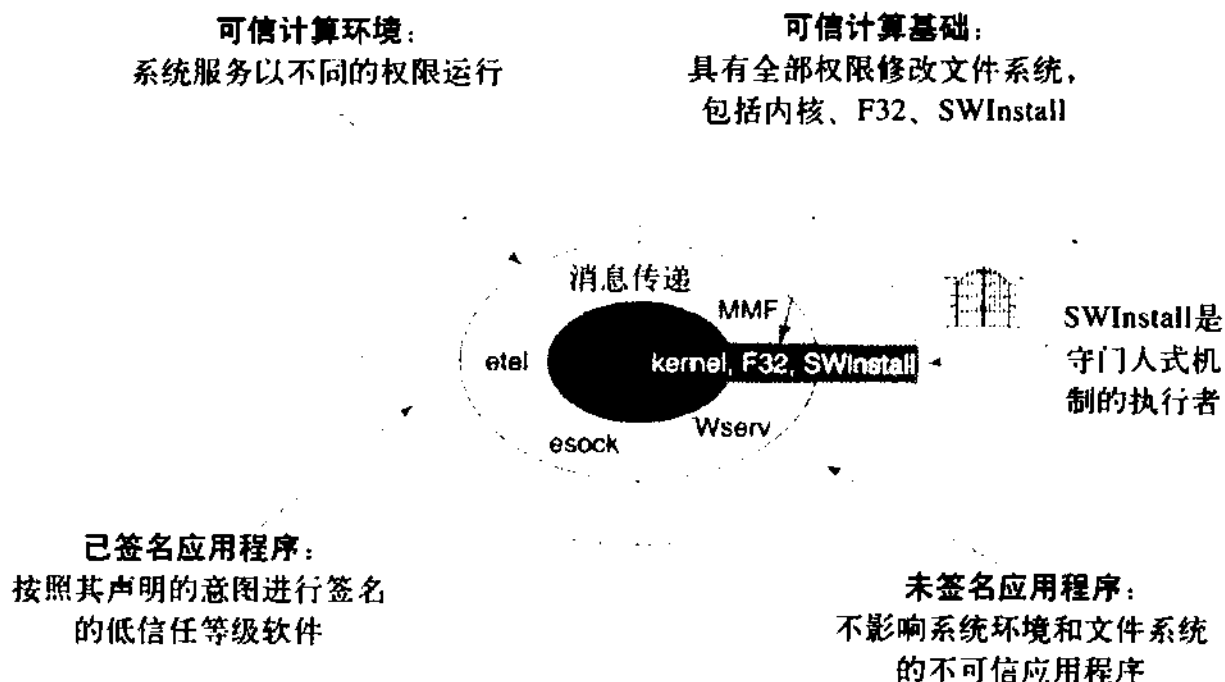 可信计算环境：
系统服务以不同的权限运行
可信计算基础：
具有全部权限修改文件系统，
包括内核、F32、SWInstall
消息传递
MMF
etel
kernel, F32, SWInstall
Wserv
esock
SWInstall是
守门人式机
制的执行者
已签名应用程序：
按照其声明的意图进行签名
的低信任等级软件
未签名应用程序：
不影响系统环境和文件系统
的不可信应用程序